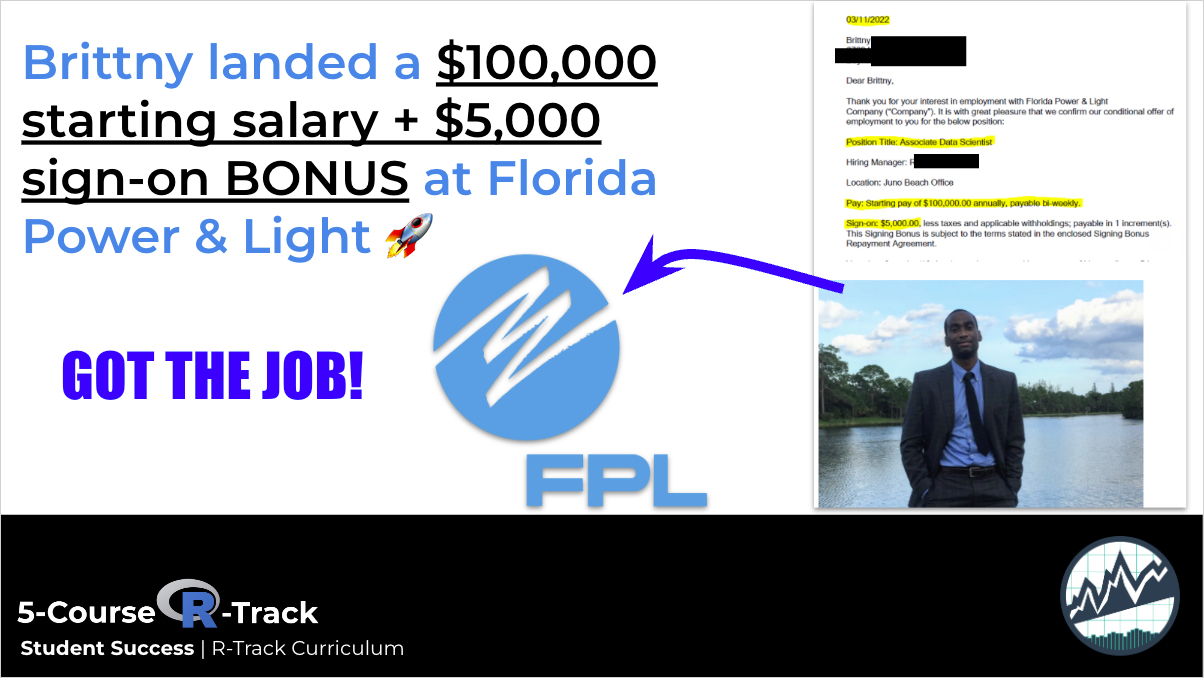 Brittny landed a $100,000
starting salary + $5,000
sign-on BONUS at Florida
Power & Light 🚀
GOT THE JOB!
FPL
03/11/2022
Brittny
Dear Brittny,
Thank you for your interest in employment with Florida Power & Light
Company ("Company"). It is with great pleasure that we confirm our conditional offer of
employment to you for the below position:
Position Title: Associate Data Scientist
Hiring Manager: R
Location: Juno Beach Office
Pay: Starting pay of $100,000.00 annually, payable bi-weekly.
Sign-on: $5,000.00, less taxes and applicable withholdings; payable in 1 increment(s).
This Signing Bonus is subject to the terms stated in the enclosed Signing Bonus
Repayment Agreement.
5-Course R-Track
Student Success | R-Track Curriculum